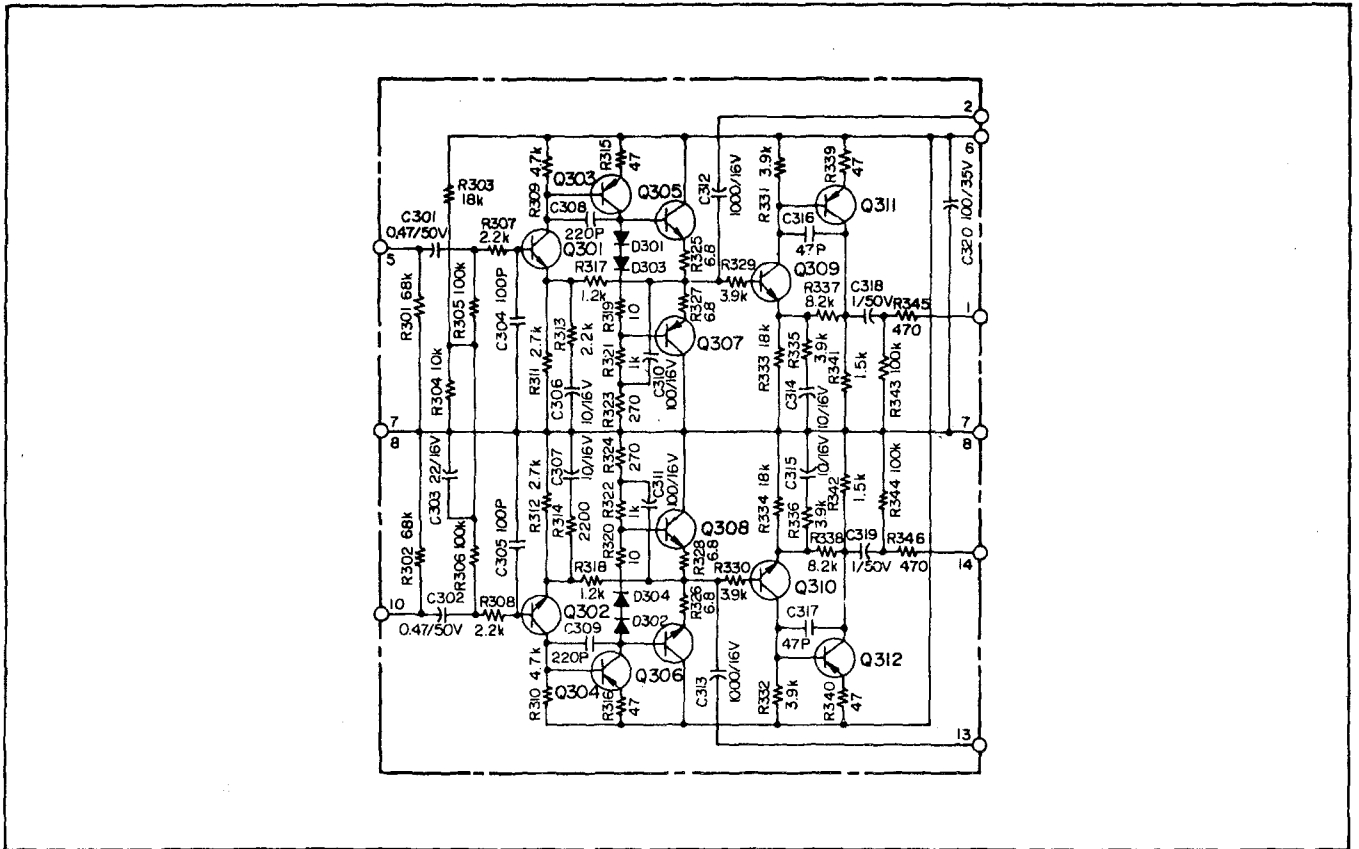 2
6
R303
18k
C301
0.47/50V
5
R307
2.2k
R301 68k
R305 100k
C304 100P
R304 10k
R309 4.7k
Q303
R315
47
C308
220P
Q301
Q305
D301
D303
R317
1.2k
R325
6.8
R327
6.8
R319
10
R313
2.2k
R311 2.7k
R321
1k
Q307
C310
100/16V
C306
10/16V
R323
270
C312
1000/16V
R329
3.9k
R331 3.9k
R339
47
Q311
C316
47P
Q309
R337
8.2k
C318
1/50V
R345
470
1
R333 18k
R335
3.9k
R341
1.5k
C314
10/16V
R343 100k
C320 100/35V
7
8
7
8
C303 22/16V
R302 68k
R306 100k
C305 100P
R312 2.7k
C307
10/16V
R314
2200
R324
270
R322
1k
C311
100/16V
R320
10
Q308
R328
6.8
R326
6.8
R318
1.2k
D304
D302
10
C302
0.47/50V
R308
2.2k
Q302
C309
220P
R310 4.7k
Q304
R316
47
Q306
R330
3.9k
C313
1000/16V
R334 18k
R336
3.9k
C315
10/16V
R342
1.5k
R344 100k
R338
8.2k
C319
1/50V
R346
470
14
Q310
C317
47P
Q312
R332
3.9k
R340
47
13